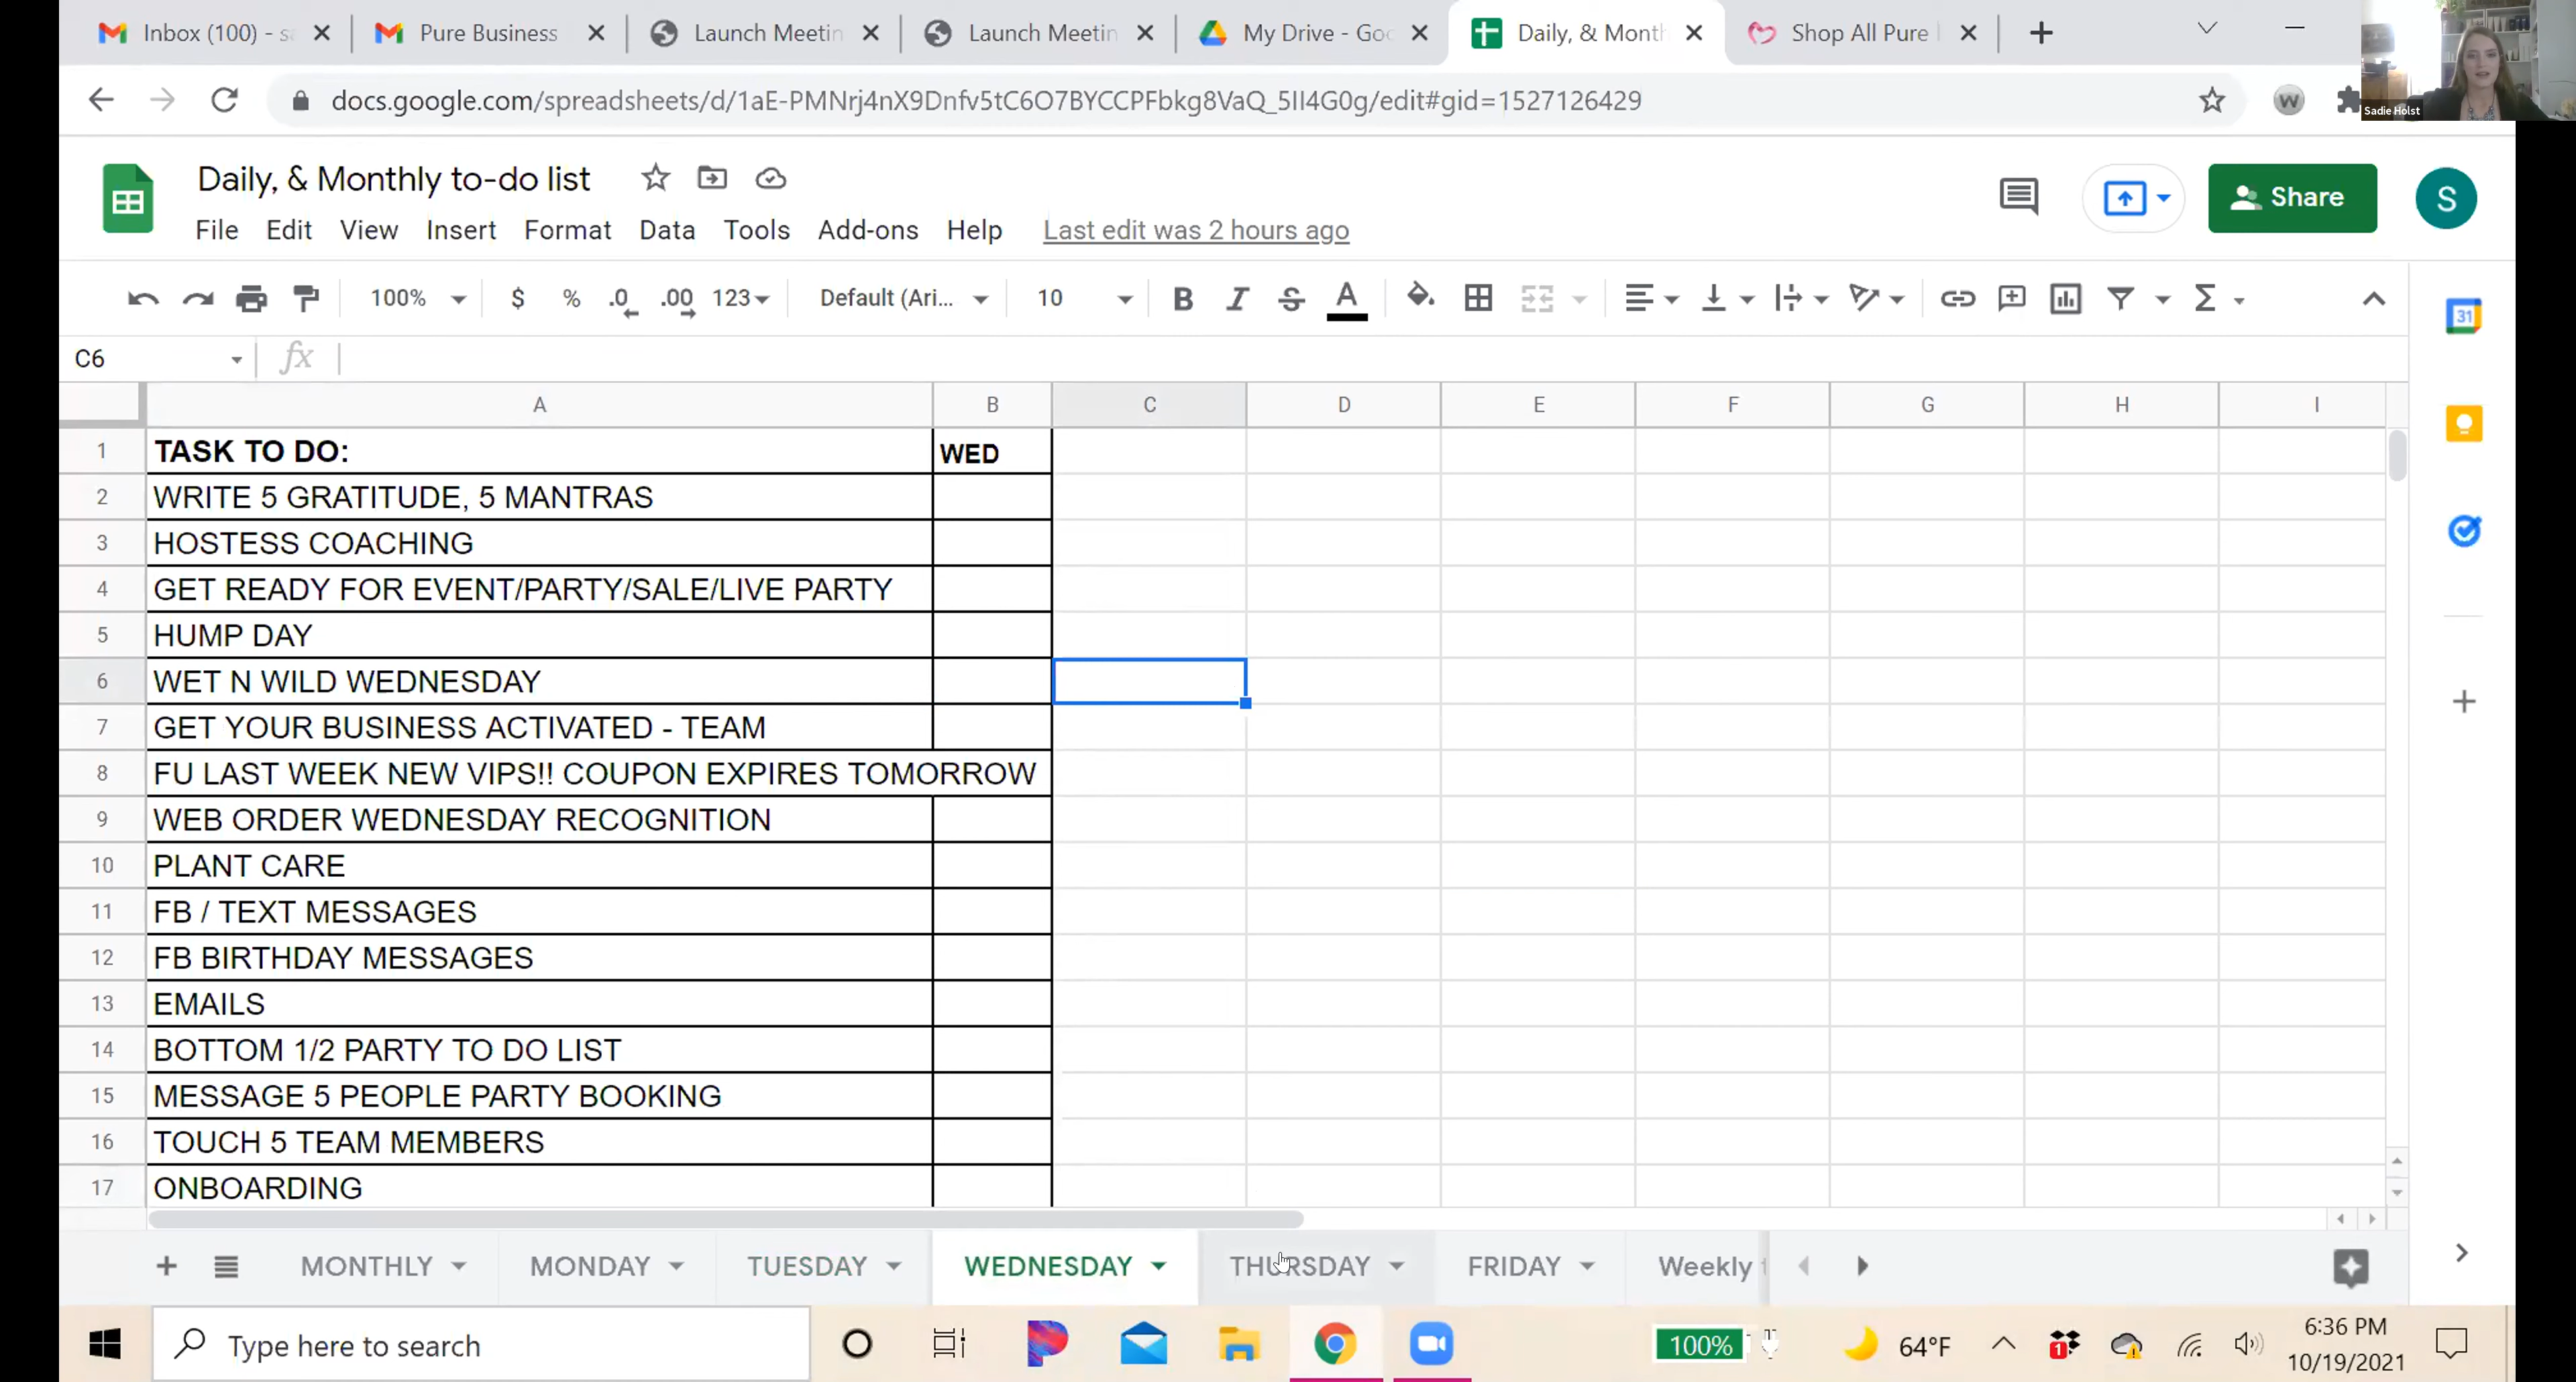 Inbox (100) - s
Pure Business
Launch Meetin
Launch Meetin
My Drive - Goo
Daily, & Month
Shop All Pure
docs.google.com/spreadsheets/d/1aE-PMNrj4nX9Dnfv5tC6O7BYCCPFbkg8VaQ_5II4G0g/edit#gid=1527126429
W
Sadie Holst
Daily, & Monthly to-do list
File Edit View Insert Format Data Tools Add-ons Help Last edit was 2 hours ago
Share
S
100% $ % .0 .00 123 Default (Ari... 10 B I S A Σ
31
C6 fx
A B C D E F G H I
1 TASK TO DO: WED
2 WRITE 5 GRATITUDE, 5 MANTRAS
3 HOSTESS COACHING
4 GET READY FOR EVENT/PARTY/SALE/LIVE PARTY
5 HUMP DAY
6 WET N WILD WEDNESDAY
7 GET YOUR BUSINESS ACTIVATED - TEAM
8 FU LAST WEEK NEW VIPS!! COUPON EXPIRES TOMORROW
9 WEB ORDER WEDNESDAY RECOGNITION
10 PLANT CARE
11 FB / TEXT MESSAGES
12 FB BIRTHDAY MESSAGES
13 EMAILS
14 BOTTOM 1/2 PARTY TO DO LIST
15 MESSAGE 5 PEOPLE PARTY BOOKING
16 TOUCH 5 TEAM MEMBERS
17 ONBOARDING
MONTHLY MONDAY TUESDAY WEDNESDAY THURSDAY FRIDAY Weekly
Type here to search
100%
64°F
1
6:36 PM
10/19/2021